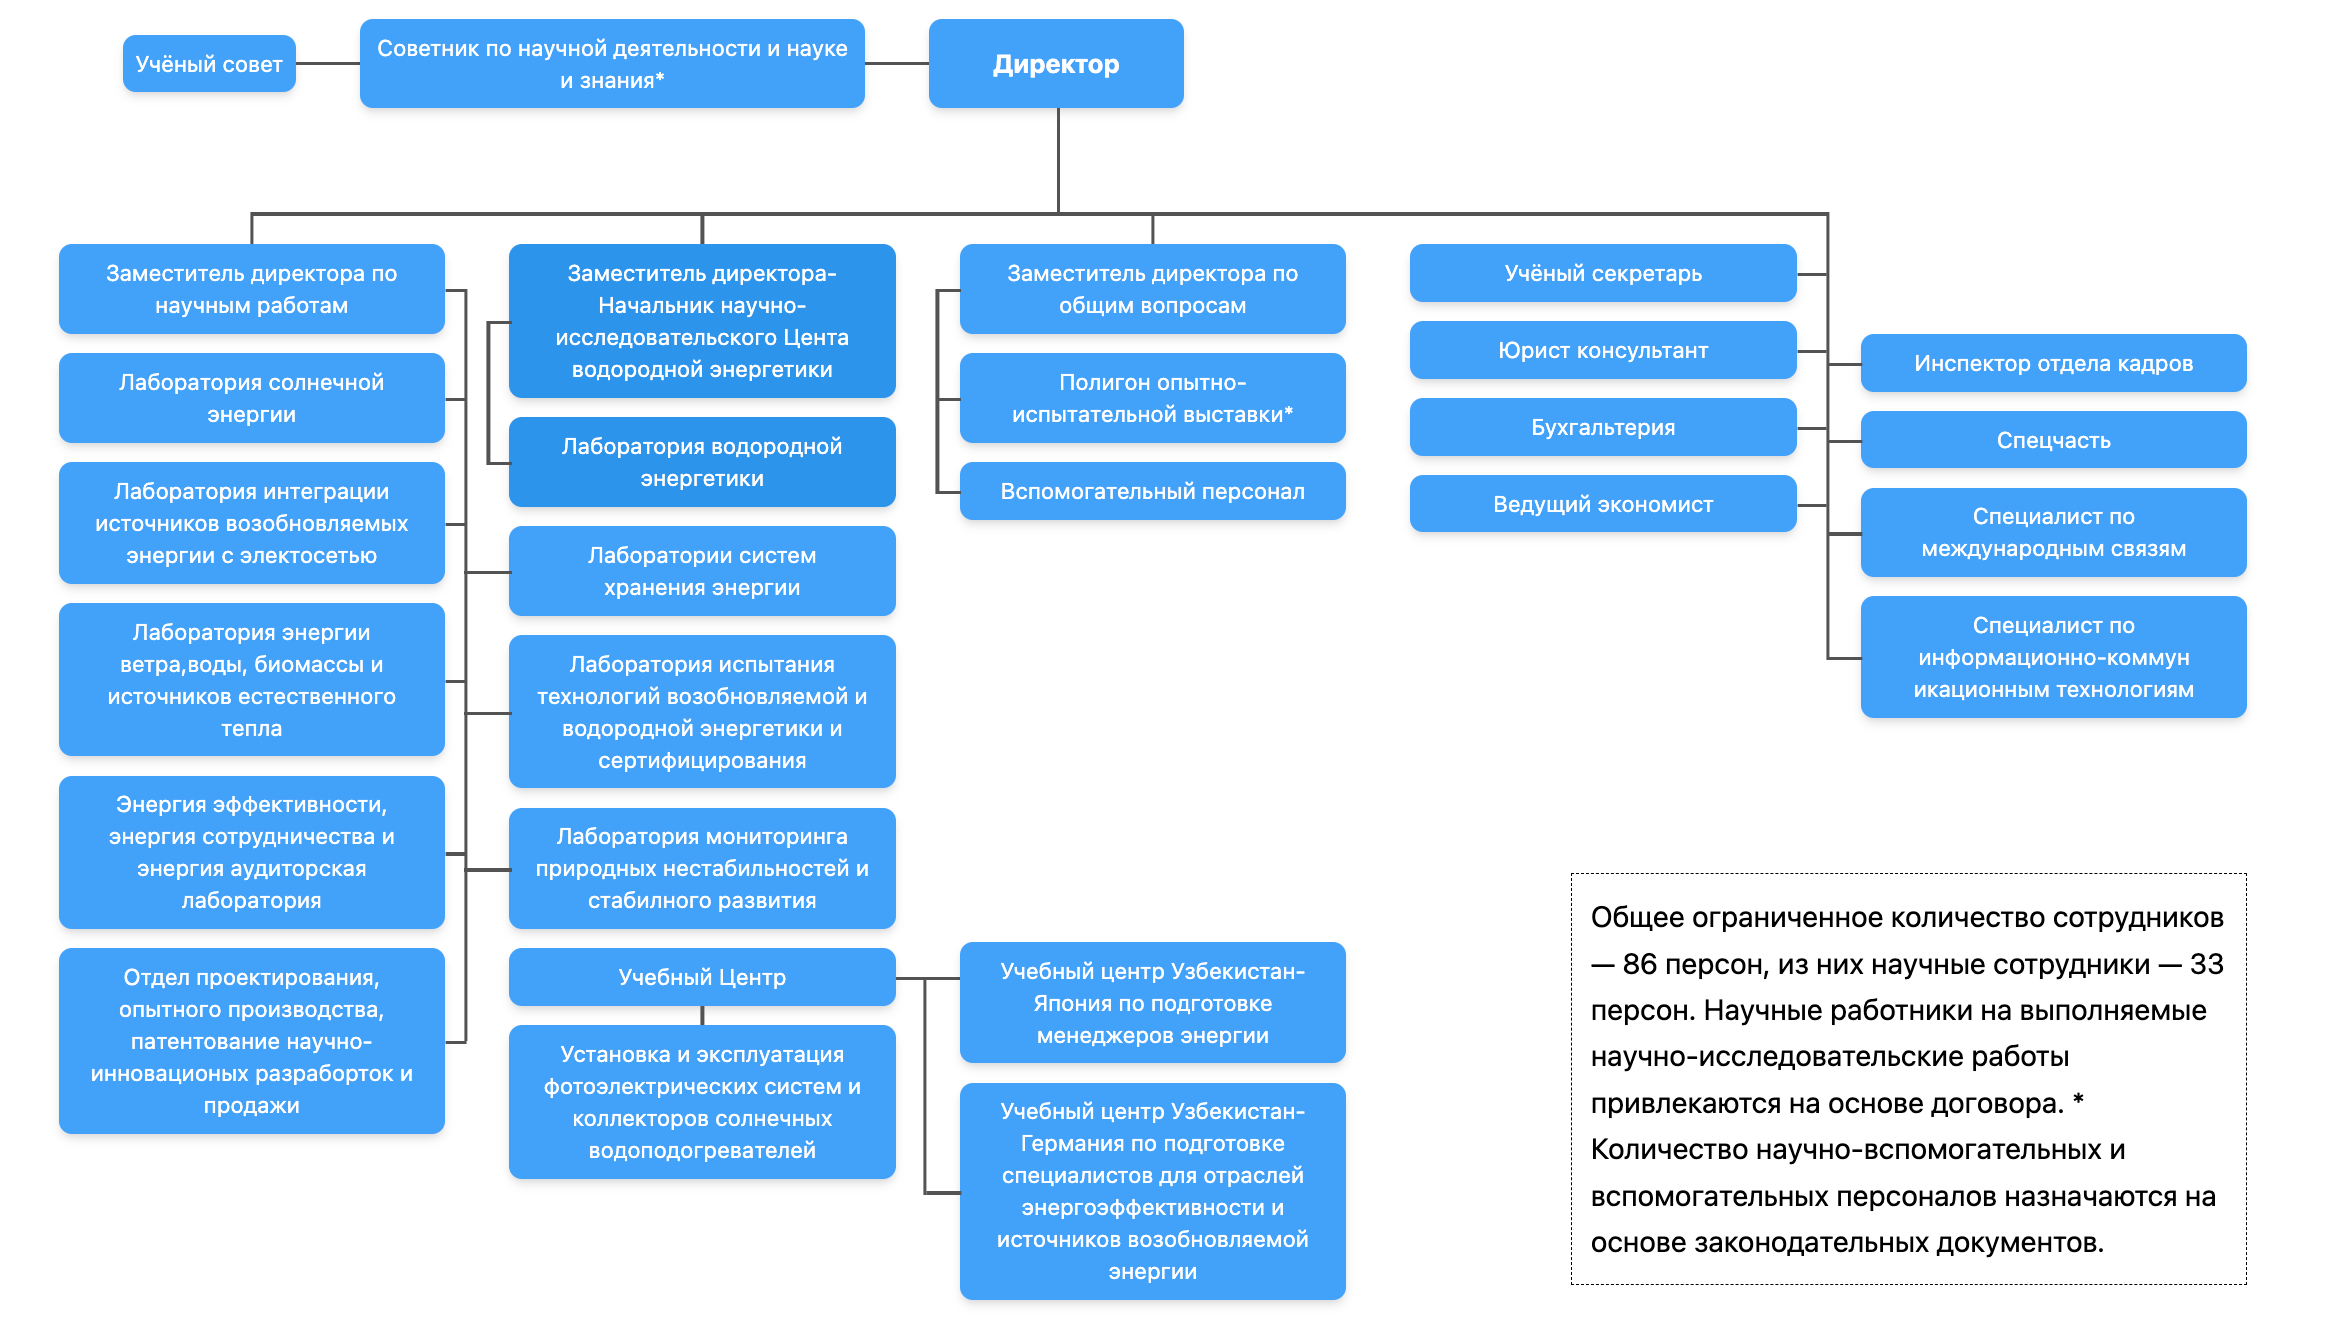 Учёный совет
Советник по научной деятельности и науке
и знания*
Директор
Заместитель директора по
научным работам
Лаборатория солнечной
энергии
Лаборатория интеграции
источников возобновляемых
энергии с электосетью
Лаборатория энергии
ветра,воды, биомассы и
источников естественного
тепла
Энергия эффективности,
энергия сотрудничества и
энергия аудиторская
лаборатория
Отдел проектирования,
опытного производства,
патентование научно-
инновационых разраборток и
продажи
Заместитель директора-
Начальник научно-
исследовательского Цента
водородной энергетики
Лаборатория водородной
энергетики
Лаборатории систем
хранения энергии
Лаборатория испытания
технологий возобновляемой и
водородной энергетики и
сертифицирования
Лаборатория мониторинга
природных нестабильностей и
стабилного развития
Учебный Центр
Установка и эксплуатация
фотоэлектрических систем и
коллекторов солнечных
водоподогревателей
Заместитель директора по
общим вопросам
Полигон опытно-
испытательной выставки*
Вспомогательный персонал
Учебный центр Узбекистан-
Япония по подготовке
менеджеров энергии
Учебный центр Узбекистан-
Германия по подготовке
специалистов для отраслей
энергоэффективности и
источников возобновляемой
энергии
Учёный секретарь
Юрист консультант
Бухгальтерия
Ведущий экономист
Инспектор отдела кадров
Спецчасть
Специалист по
международным связям
Специалист по
информационно-коммун
икационным технологиям
Общее ограниченное количество сотрудников
— 86 персон, из них научные сотрудники — 33
персон. Научные работники на выполняемые
научно-исследовательские работы
привлекаются на основе договора. *
Количество научно-вспомогательных и
вспомогательных персоналов назначаются на
основе законодательных документов.